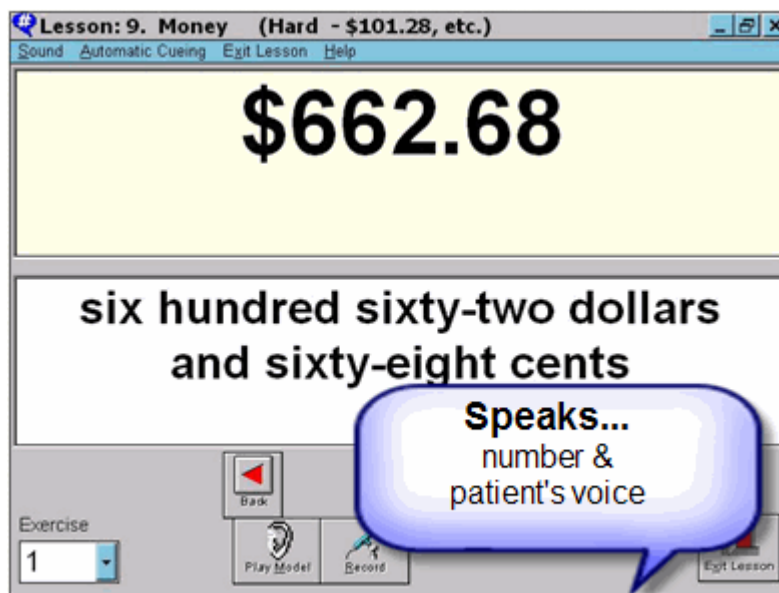 Lesson: 9. Money (Hard - $101.28, etc.)
Sound Automatic Cueing Exit Lesson Help
$662.68
six hundred sixty-two dollars
and sixty-eight cents
Speaks...
number &
patient's voice
Back
Exercise
1
Play Model
Record
Exit Lesson